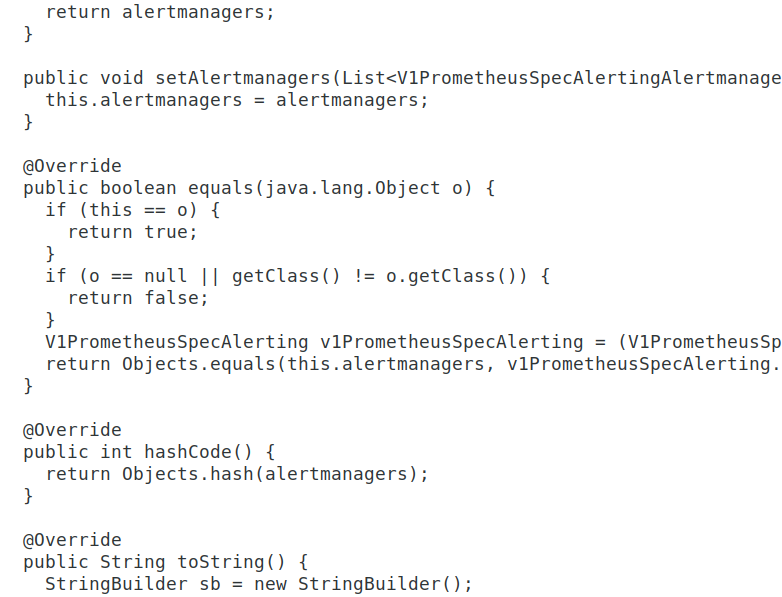 return alertmanagers;
}
public void setAlertmanagers(List<V1PrometheusSpecAlertingAlertmanage
this.alertmanagers = alertmanagers;
}
@Override
public boolean equals(java.lang.Object o) {
if (this == o) {
return true;
}
if (o == null || getClass() != o.getClass()) {
return false;
}
V1PrometheusSpecAlerting v1PrometheusSpecAlerting = (V1PrometheusSp
return Objects.equals(this.alertmanagers, v1PrometheusSpecAlerting.
}
@Override
public int hashCode() {
return Objects.hash(alertmanagers);
}
@Override
public String toString() {
StringBuilder sb = new StringBuilder();